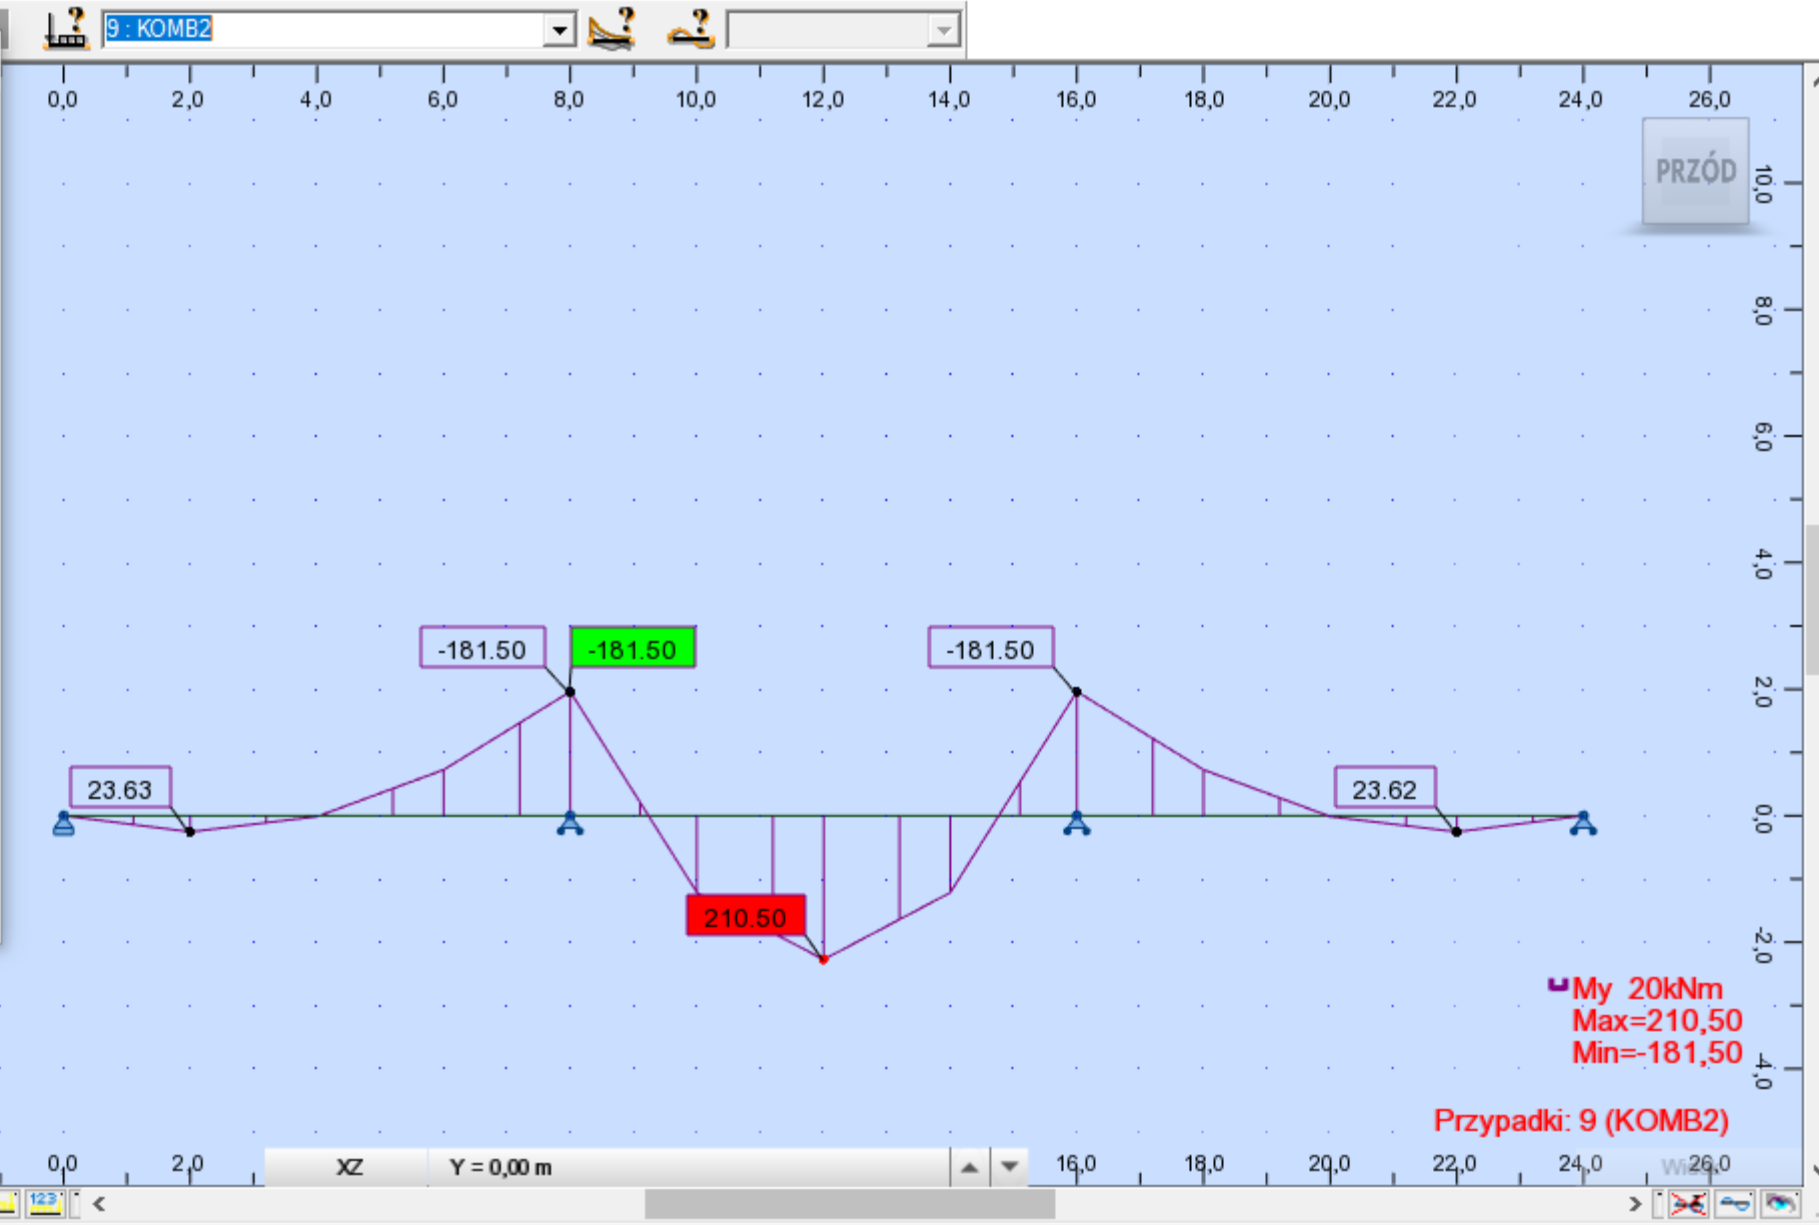 9 : KOMB2
0,0 2,0 4,0 6,0 8,0 10,0 12,0 14,0 16,0 18,0 20,0 22,0 24,0 26,0
PRZÓD
10,0
8,0
6,0
4,0
-181.50 -181.50 -181.50
2,0
23.63 23.62
0,0
210.50
-2,0
My 20kNm
Max=210,50
Min=-181,50
-4,0
Przypadki: 9 (KOMB2)
0,0 2,0 XZ Y = 0,00 m 16,0 18,0 20,0 22,0 24,0 26,0
123